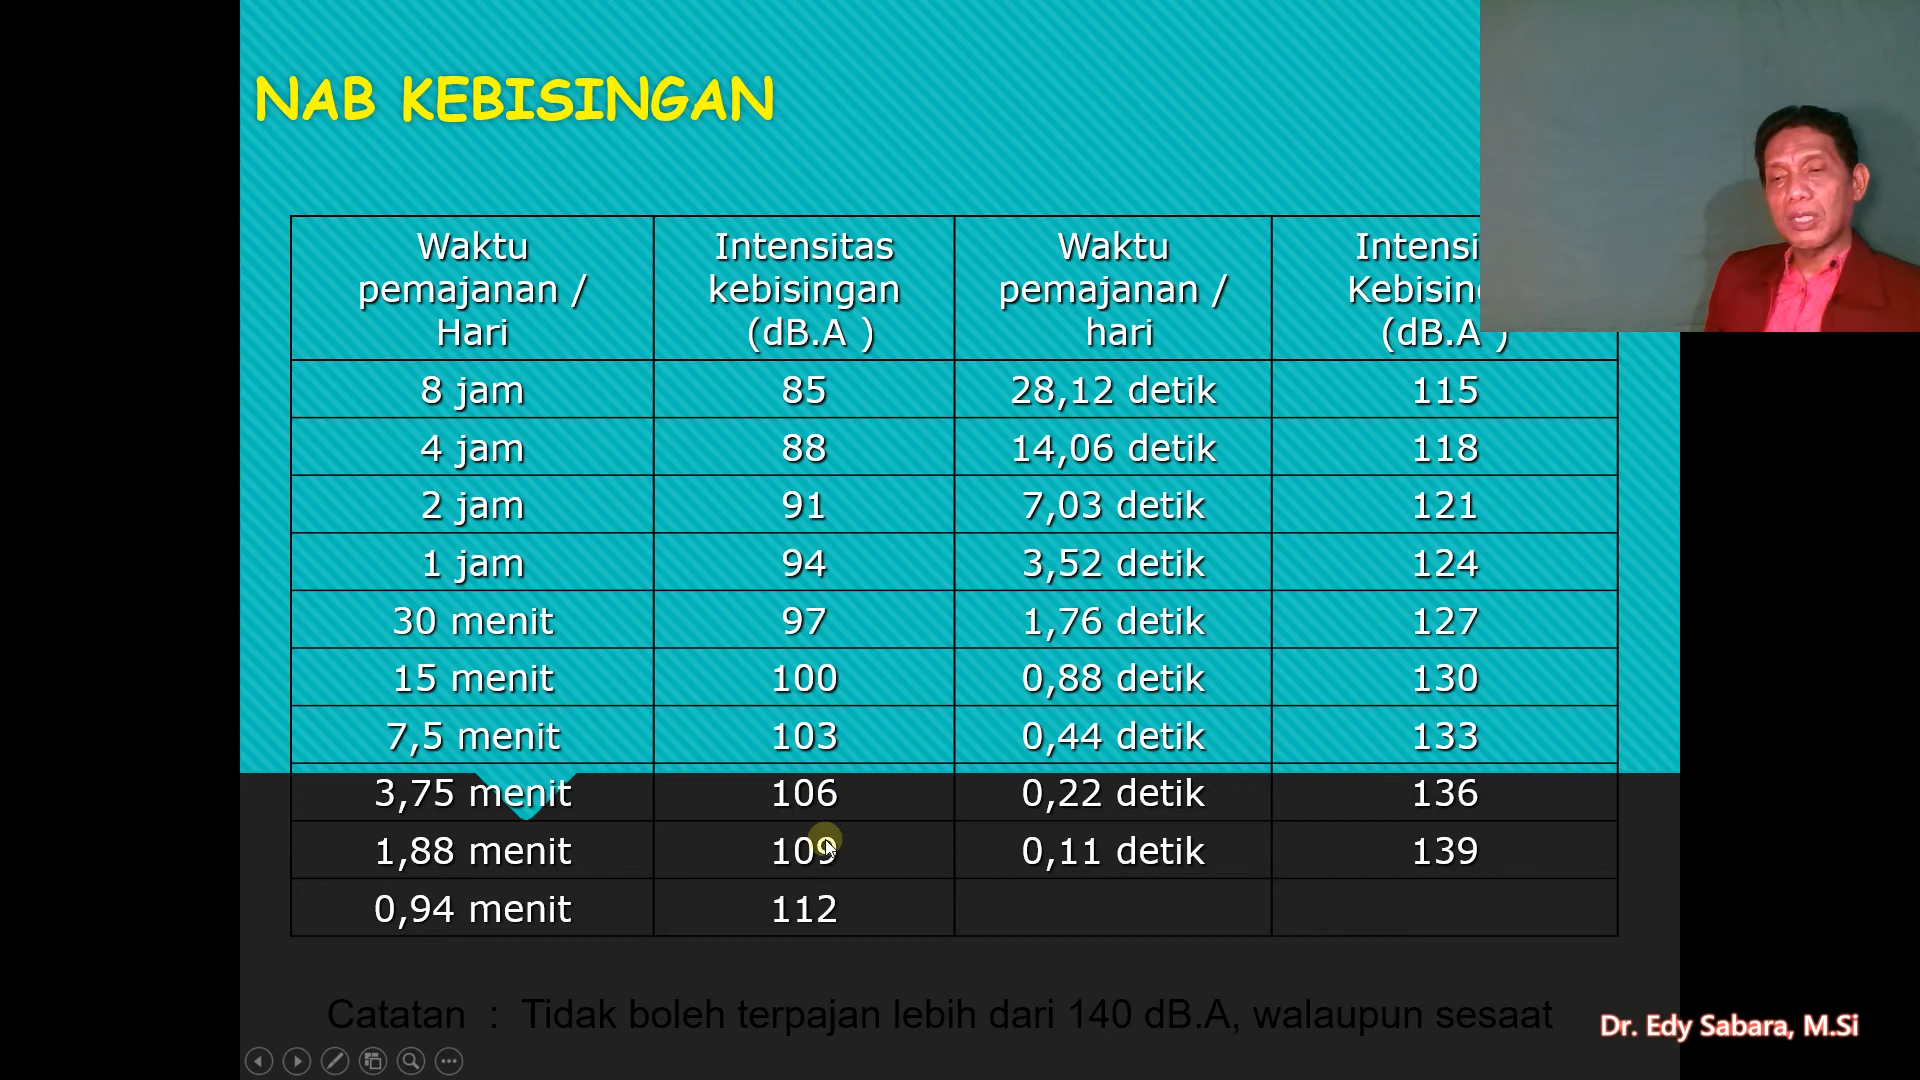 NAB KEBISINGAN
Waktu pemajanan / Hari
Intensitas kebisingan (dB.A )
Waktu pemajanan / hari
(dB.A )
8 jam 85 28,12 detik 115
4 jam 88 14,06 detik 118
2 jam 91 7,03 detik 121
1 jam 94 3,52 detik 124
30 menit 97 1,76 detik 127
15 menit 100 0,88 detik 130
7,5 menit 103 0,44 detik 133
3,75 menit 106 0,22 detik 136
1,88 menit 109 0,11 detik 139
0,94 menit 112
Catatan : Tidak boleh terpajan lebih dari 140 dB.A, walaupun sesaat
Dr. Edy Sabara, M.Si